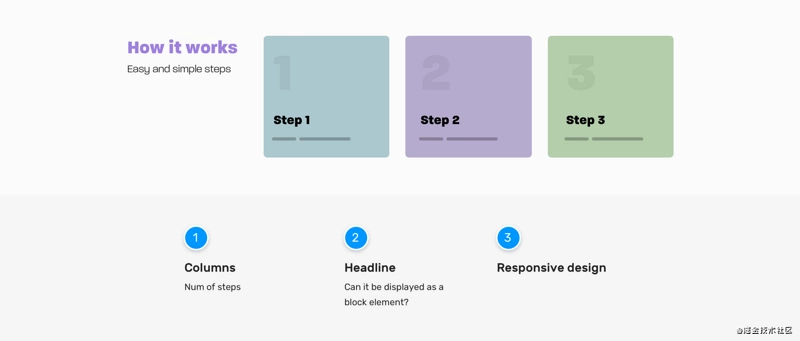 How it works
Easy and simple steps
1
Step 1
2
Step 2
3
Step 3
1
Columns
Num of steps
2
Headline
Can it be displayed as a
block element?
3
Responsive design
@掘金技术社区